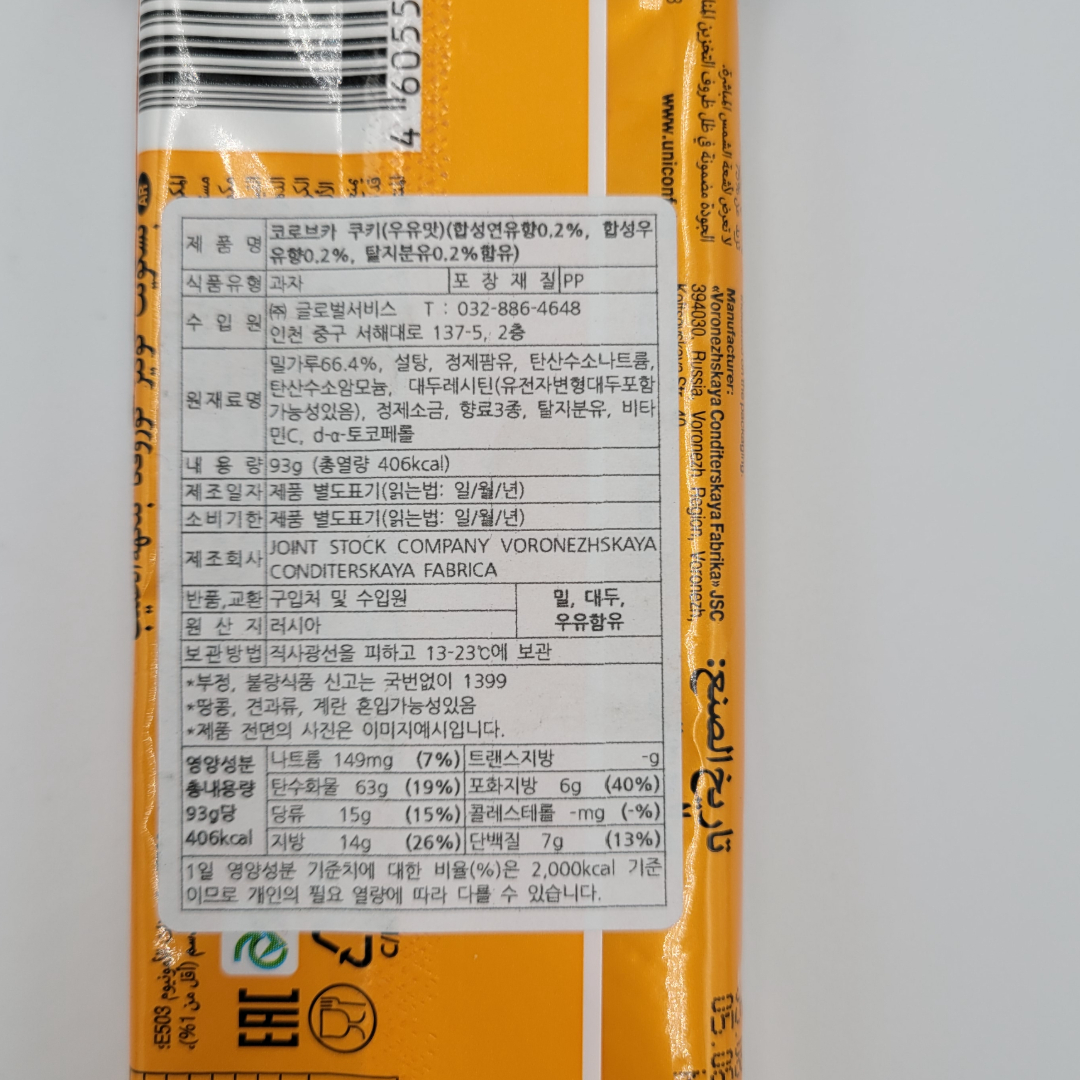 제 품 명 코로브카 쿠키(우유맛)(합성연유향0.2%, 합성우
유향0.2%, 탈지분유0.2%함유)
식품유형 과자 포 장 재 질 PP
수 입 원 ㈜ 글로벌서비스 T : 032-886-4648
인천 중구 서해대로 137-5, 2층
원재료명 밀가루66.4%, 설탕, 정제팜유, 탄산수소나트륨,
탄산수소암모늄, 대두레시틴(유전자변형대두포함
가능성있음), 정제소금, 향료3종, 탈지분유, 비타
민C, d-α-토코페롤
내 용 량 93g (총열량 406kcal)
제조일자 제품 별도표기(읽는법: 일/월/년)
소비기한 제품 별도표기(읽는법: 일/월/년)
제조회사 JOINT STOCK COMPANY VORONEZHSKAYA
CONDITERSKAYA FABRICA
반품,교환 구입처 및 수입원 밀, 대두,
우유함유
원 산 지 러시아
보관방법 직사광선을 피하고 13-23℃에 보관
*부정, 불량식품 신고는 국번없이 1399
*땅콩, 견과류, 계란 혼입가능성있음
*제품 전면의 사진은 이미지예시입니다.
영양성분 나트륨 149mg (7%) 트랜스지방 -g
총내용량 탄수화물 63g (19%) 포화지방 6g (40%)
93g당 당류 15g (15%) 콜레스테롤 -mg (-%)
406kcal 지방 14g (26%) 단백질 7g (13%)
1일 영양성분 기준치에 대한 비율(%)은 2,000kcal 기준
이므로 개인의 필요 열량에 따라 다를 수 있습니다.
4 6055
www.unicon
لا تعرض لأشعة الشمس المباشرة.
الجودة مضمونة في ظل ظروف التخزين
Manufacturer:
«Voronezhskaya Conditerskaya Fabrika» JSC
394030, Russia, Voronezh Region, Voronezh,
تاريخ الصنع:
AR
E503
(أقل من 1%)
EAC